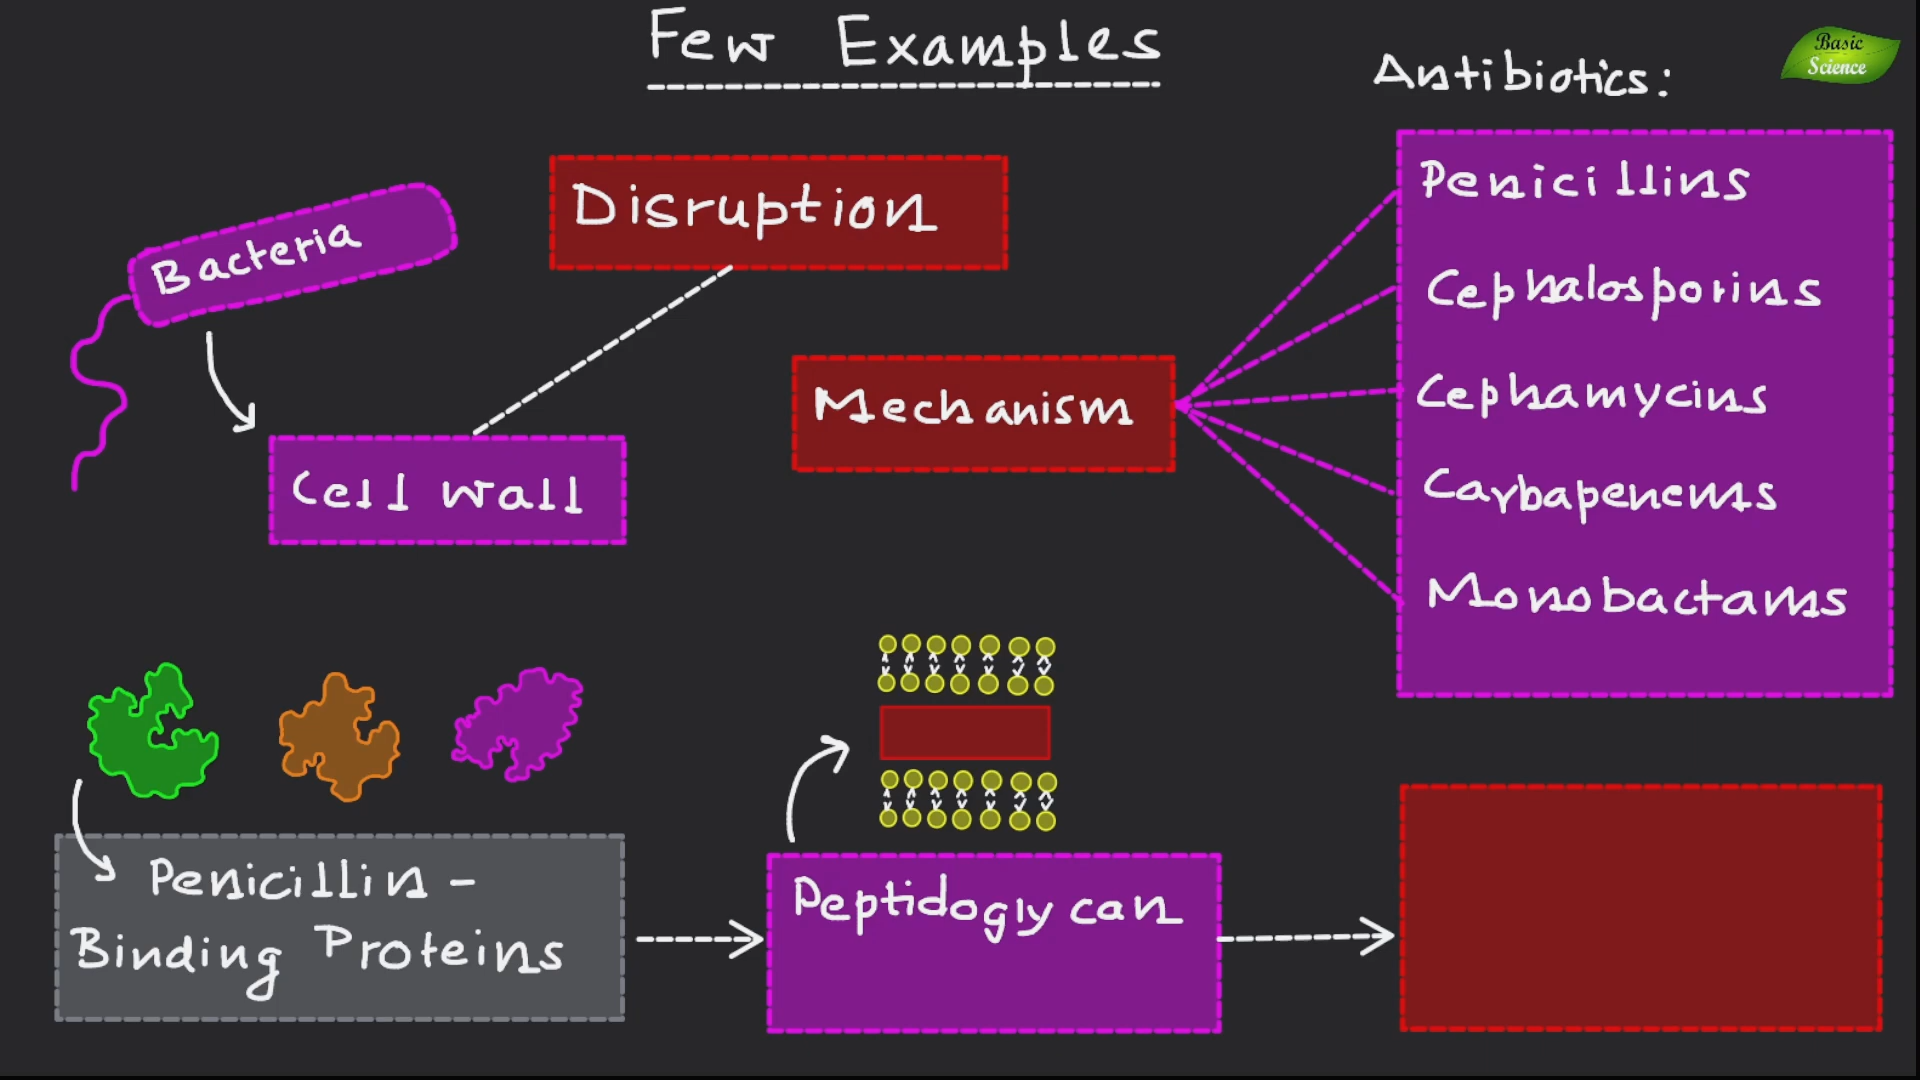 Few Examples
Basic
Science
Antibiotics:
Disruption
Bacteria
Cell wall
Mechanism
Penicillins
Cephalosporins
Cephamycins
Carbapenems
Monobactams
Penicillin-
Binding Proteins
Peptidoglycan